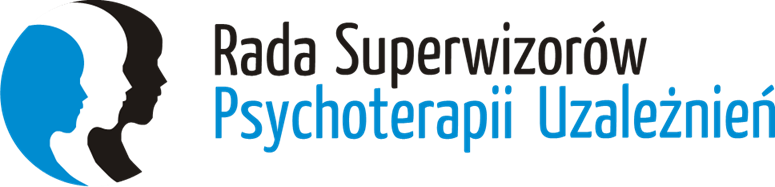 Rada Superwizorów
Psychoterapii Uzależnień